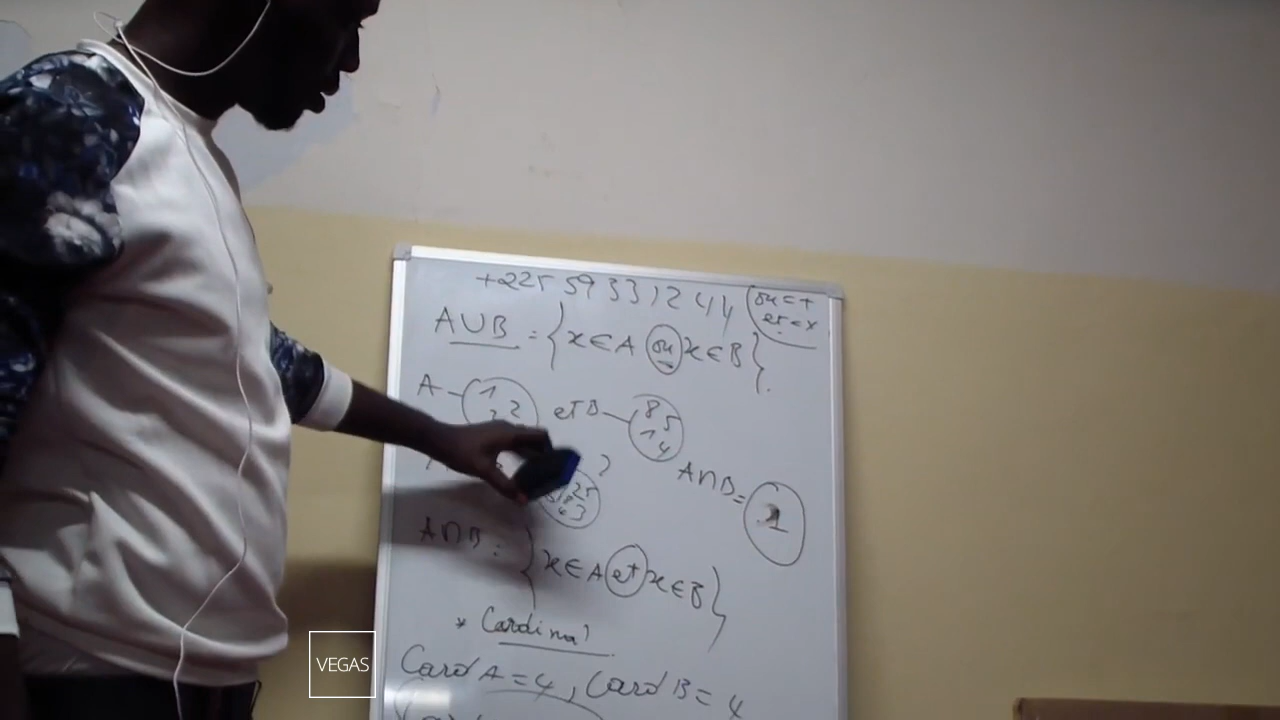 +225 59 33 12 44
ou = +
et = x
A∪B = { x ∈ A ou x ∈ B }.
A 1 2 et B 8 5
1 4
?
A∩B = 1
A∩B = { x ∈ A et x ∈ B }
* Cardinal
Card A = 4, Card B = 4
VEGAS